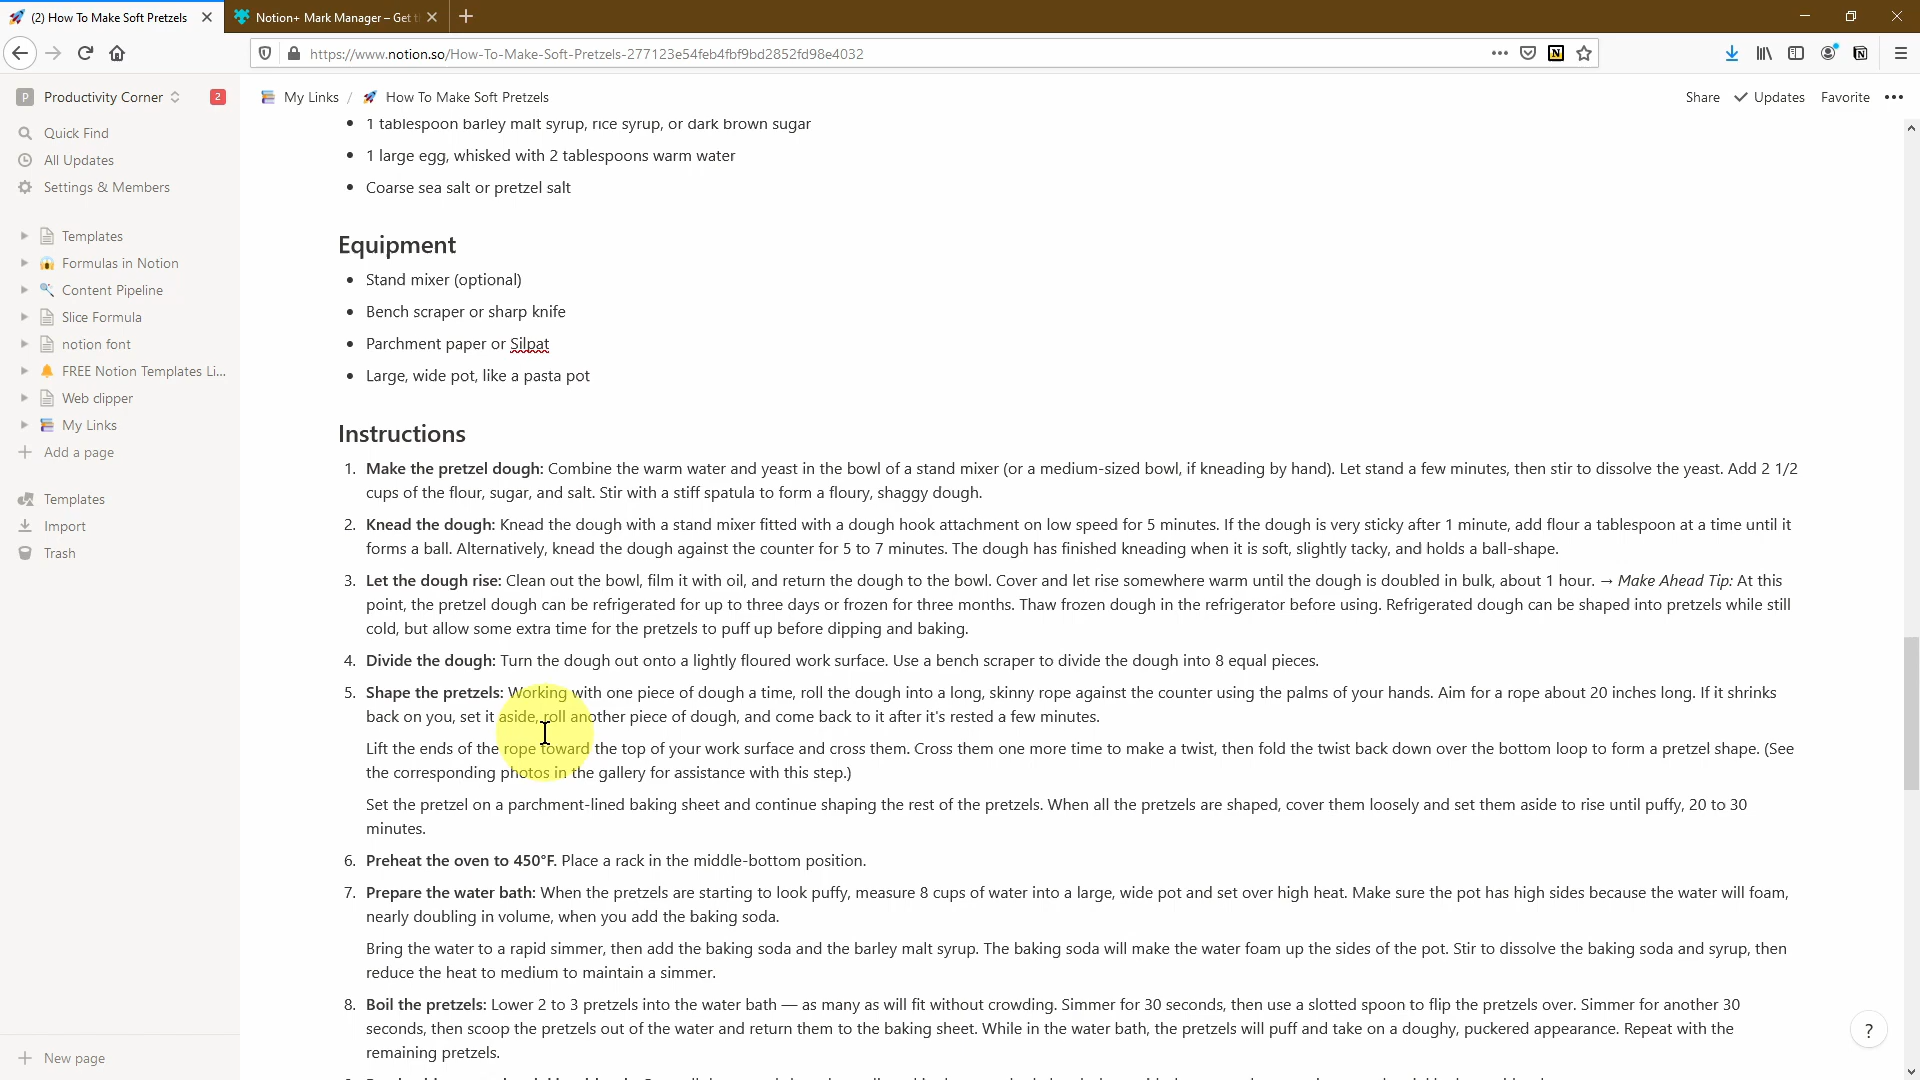 (2) How To Make Soft Pretzels
Notion+ Mark Manager – Get t
https://www.notion.so/How-To-Make-Soft-Pretzels-277123e54feb4fbf9bd2852fd98e4032
P Productivity Corner 2
My Links / How To Make Soft Pretzels
Share Updates Favorite
Quick Find
All Updates
Settings & Members
Templates
Formulas in Notion
Content Pipeline
Slice Formula
notion font
FREE Notion Templates Li...
Web clipper
My Links
Add a page
Templates
Import
Trash
New page
• 1 tablespoon barley malt syrup, rice syrup, or dark brown sugar
• 1 large egg, whisked with 2 tablespoons warm water
• Coarse sea salt or pretzel salt
Equipment
• Stand mixer (optional)
• Bench scraper or sharp knife
• Parchment paper or Silpat
• Large, wide pot, like a pasta pot
Instructions
1. Make the pretzel dough: Combine the warm water and yeast in the bowl of a stand mixer (or a medium-sized bowl, if kneading by hand). Let stand a few minutes, then stir to dissolve the yeast. Add 2 1/2
cups of the flour, sugar, and salt. Stir with a stiff spatula to form a floury, shaggy dough.
2. Knead the dough: Knead the dough with a stand mixer fitted with a dough hook attachment on low speed for 5 minutes. If the dough is very sticky after 1 minute, add flour a tablespoon at a time until it
forms a ball. Alternatively, knead the dough against the counter for 5 to 7 minutes. The dough has finished kneading when it is soft, slightly tacky, and holds a ball-shape.
3. Let the dough rise: Clean out the bowl, film it with oil, and return the dough to the bowl. Cover and let rise somewhere warm until the dough is doubled in bulk, about 1 hour. → Make Ahead Tip: At this
point, the pretzel dough can be refrigerated for up to three days or frozen for three months. Thaw frozen dough in the refrigerator before using. Refrigerated dough can be shaped into pretzels while still
cold, but allow some extra time for the pretzels to puff up before dipping and baking.
4. Divide the dough: Turn the dough out onto a lightly floured work surface. Use a bench scraper to divide the dough into 8 equal pieces.
5. Shape the pretzels: Working with one piece of dough a time, roll the dough into a long, skinny rope against the counter using the palms of your hands. Aim for a rope about 20 inches long. If it shrinks
back on you, set it aside, roll another piece of dough, and come back to it after it's rested a few minutes.
Lift the ends of the rope toward the top of your work surface and cross them. Cross them one more time to make a twist, then fold the twist back down over the bottom loop to form a pretzel shape. (See
the corresponding photos in the gallery for assistance with this step.)
Set the pretzel on a parchment-lined baking sheet and continue shaping the rest of the pretzels. When all the pretzels are shaped, cover them loosely and set them aside to rise until puffy, 20 to 30
minutes.
6. Preheat the oven to 450°F. Place a rack in the middle-bottom position.
7. Prepare the water bath: When the pretzels are starting to look puffy, measure 8 cups of water into a large, wide pot and set over high heat. Make sure the pot has high sides because the water will foam,
nearly doubling in volume, when you add the baking soda.
Bring the water to a rapid simmer, then add the baking soda and the barley malt syrup. The baking soda will make the water foam up the sides of the pot. Stir to dissolve the baking soda and syrup, then
reduce the heat to medium to maintain a simmer.
8. Boil the pretzels: Lower 2 to 3 pretzels into the water bath — as many as will fit without crowding. Simmer for 30 seconds, then use a slotted spoon to flip the pretzels over. Simmer for another 30
seconds, then scoop the pretzels out of the water and return them to the baking sheet. While in the water bath, the pretzels will puff and take on a doughy, puckered appearance. Repeat with the
remaining pretzels.
?